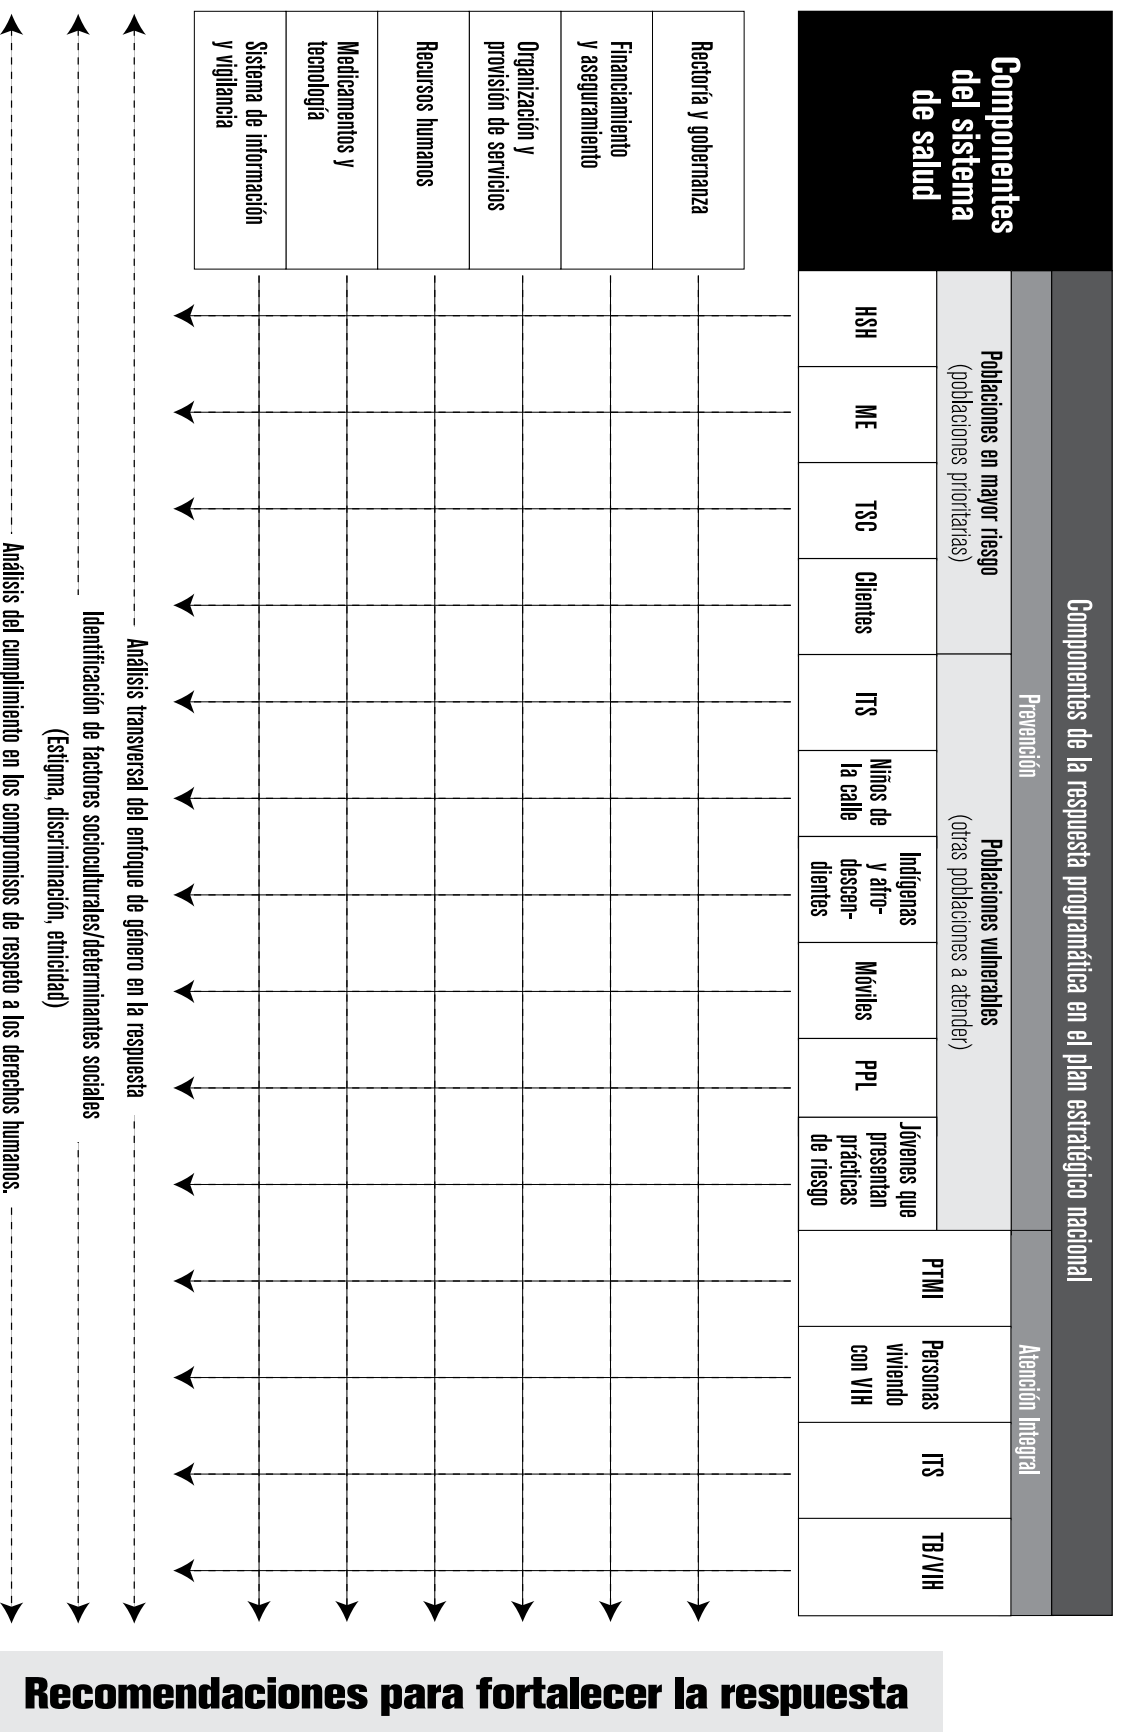 Componentes
del sistema
de salud
Componentes de la respuesta programática en el plan estratégico nacional
Prevención
Atención Integral
Poblaciones en mayor riesgo
(poblaciones prioritarias)
Poblaciones vulnerables
(otras poblaciones a atender)
HSH
ME
TSC
Clientes
ITS
Niños de
la calle
Indígenas
y afro-
descen-
dientes
Móviles
PPL
Jóvenes que
presentan
prácticas
de riesgo
PTMI
Personas
viviendo
con VIH
ITS
TB/VIH
Rectoría y gobernanza
Financiamiento
y aseguramiento
Organización y
provisión de servicios
Recursos humanos
Medicamentos y
tecnología
Sistema de información
y vigilancia
Análisis transversal del enfoque de género en la respuesta
Identificación de factores socioculturales/determinantes sociales
(Estigma, discriminación, etnicidad)
Análisis del cumplimiento en los compromisos de respeto a los derechos humanos.
Recomendaciones para fortalecer la respuesta